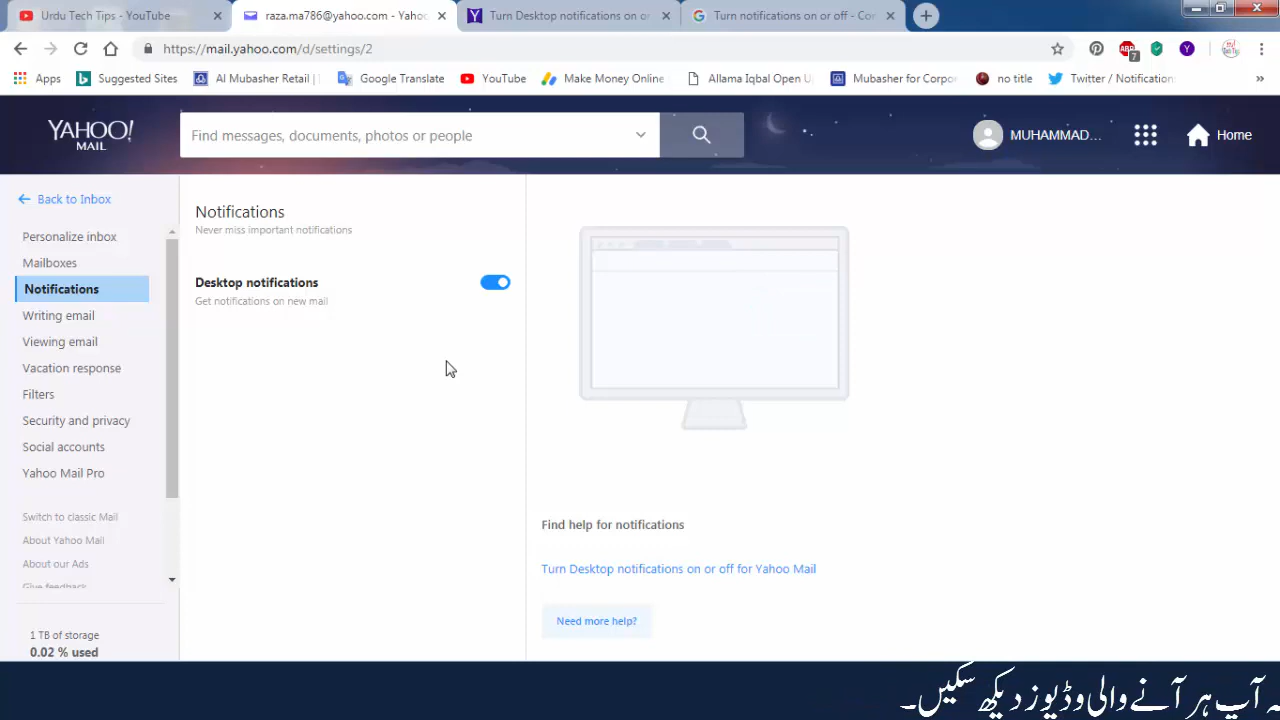 Urdu Tech Tips - YouTube
raza.ma786@yahoo.com - Yaho
Turn Desktop notifications on o
Turn notifications on or off - Co
https://mail.yahoo.com/d/settings/2
ABP
7
Y
Apps
Suggested Sites
Al Mubasher Retail |
Google Translate
YouTube
Make Money Online
Allama Iqbal Open U
Mubasher for Corpo
no title
Twitter / Notification
YAHOO!
MAIL
Find messages, documents, photos or people
MUHAMMAD...
Home
Back to Inbox
Personalize inbox
Mailboxes
Notifications
Writing email
Viewing email
Vacation response
Filters
Security and privacy
Social accounts
Yahoo Mail Pro
Switch to classic Mail
About Yahoo Mail
About our Ads
Give feedback
1 TB of storage
0.02 % used
Notifications
Never miss important notifications
Desktop notifications
Get notifications on new mail
Find help for notifications
Turn Desktop notifications on or off for Yahoo Mail
Need more help?
آپ ہر آنے والی وڈیوز دیکھ سکیں۔